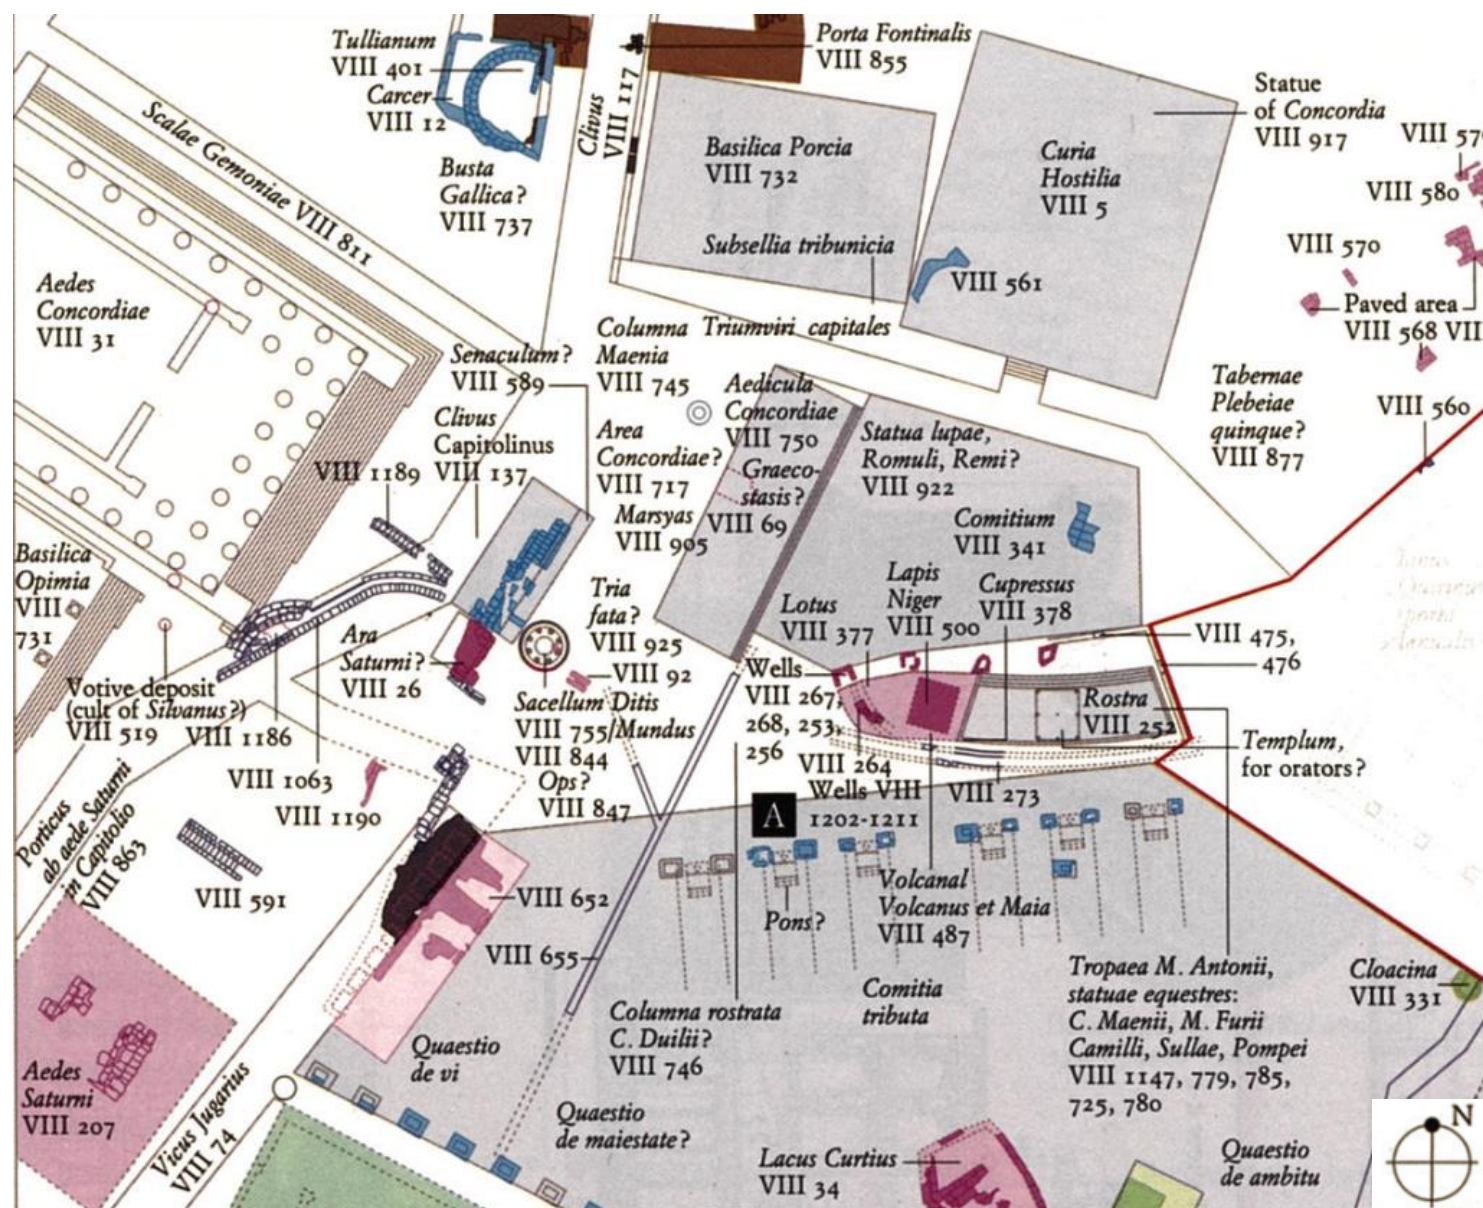 Tullianum
VIII 401
Carcer
VIII 12
Clivus
VIII 117
Porta Fontinalis
VIII 855
Statue
of Concordia
VIII 917
VIII 580
VIII 570
Paved area
VIII 568 VII
Scalae Gemoniae VIII 811
Busta
Gallica?
VIII 737
Basilica Porcia
VIII 732
Subsellia tribunicia
Curia
Hostilia
VIII 5
VIII 561
Aedes
Concordiae
VIII 31
Senaculum?
VIII 589
Columna
Maenia
VIII 745
Triumviri capitales
Aedicula
Concordiae
VIII 750
Tabernae
Plebeiae
quinque?
VIII 877
VIII 560
Clivus
Capitolinus
VIII 137
VIII 1189
Area
Concordiae?
VIII 717
Graeco-
stasis?
VIII 69
Marsyas
VIII 905
Statua lupae,
Romuli, Remi?
VIII 922
Comitium
VIII 341
Basilica
Opimia
VIII
731
Tria
fata?
VIII 925
VIII 92
Lotus
VIII 377
Lapis
Niger
VIII 500
Cupressus
VIII 378
VIII 475,
476
Ara
Saturni?
VIII 26
Votive deposit
(cult of Silvanus?)
VIII 519
VIII 1186
VIII 1063
VIII 1190
Sacellum Ditis
VIII 755/Mundus
VIII 844
Ops?
VIII 847
Wells
VIII 267,
268, 253,
256
VIII 264
Wells VIII
1202-1211
VIII 273
Rostra
VIII 252
Templum,
for orators?
A
Porticus
ab aede Saturni
in Capitolio
VIII 863
VIII 591
VIII 652
VIII 655
Pons?
Volcanal
Volcanus et Maia
VIII 487
Columna rostrata
C. Duilii?
VIII 746
Comitia
tributa
Tropaea M. Antonii,
statuae equestres:
C. Maenii, M. Furii
Camilli, Sullae, Pompei
VIII 1147, 779, 785,
725, 780
Cloacina
VIII 331
Aedes
Saturni
VIII 207
Vicus Jugarius
VIII 74
Quaestio
de vi
Quaestio
de maiestate?
Lacus Curtius
VIII 34
Quaestio
de ambitu
N